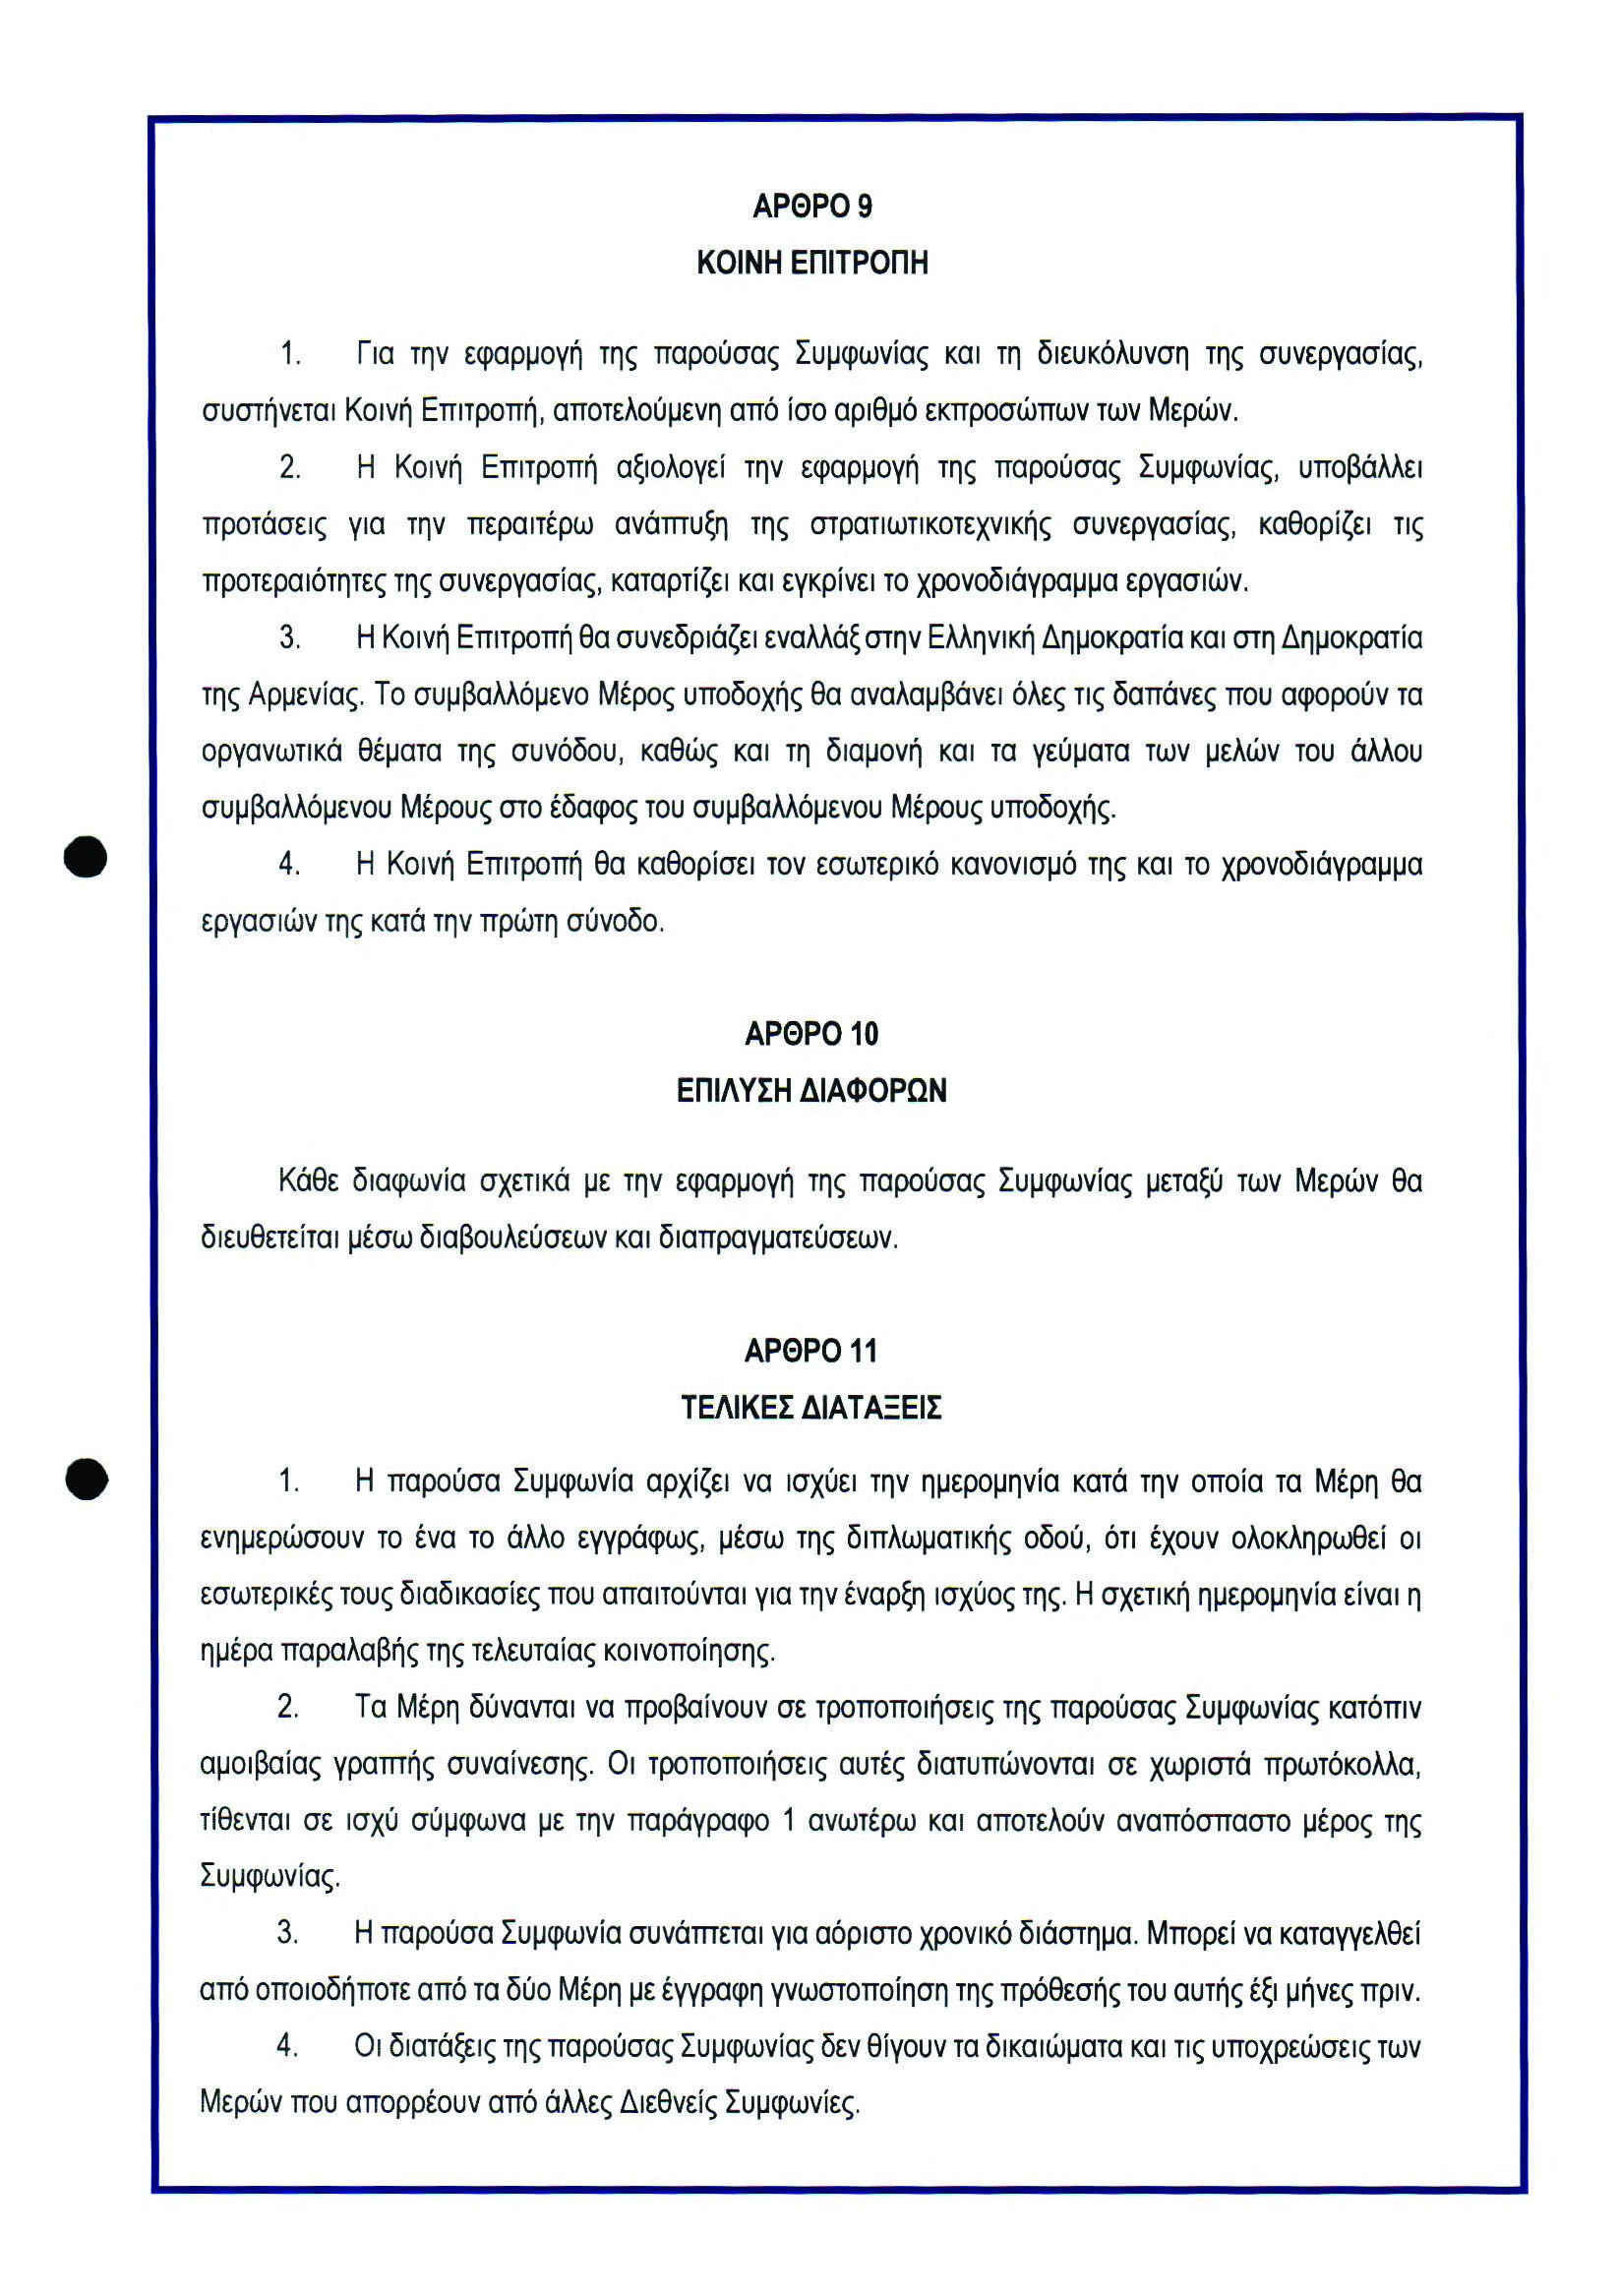 ΑΡΘΡΟ 9
ΚΟΙΝΗ ΕΠΙΤΡΟΠΗ
1. Για την εφαρμογή της παρούσας Συμφωνίας και τη διευκόλυνση της συνεργασίας,
συστήνεται Κοινή Επιτροπή, αποτελούμενη από ίσο αριθμό εκπροσώπων των Μερών.
2. Η Κοινή Επιτροπή αξιολογεί την εφαρμογή της παρούσας Συμφωνίας, υποβάλλει
προτάσεις για την περαιτέρω ανάπτυξη της στρατιωτικοτεχνικής συνεργασίας, καθορίζει τις
προτεραιότητες της συνεργασίας, καταρτίζει και εγκρίνει το χρονοδιάγραμμα εργασιών.
3. Η Κοινή Επιτροπή θα συνεδριάζει εναλλάξ στην Ελληνική Δημοκρατία και στη Δημοκρατία
της Αρμενίας. Το συμβαλλόμενο Μέρος υποδοχής θα αναλαμβάνει όλες τις δαπάνες που αφορούν τα
οργανωτικά θέματα της συνόδου, καθώς και τη διαμονή και τα γεύματα των μελών του άλλου
συμβαλλόμενου Μέρους στο έδαφος του συμβαλλόμενου Μέρους υποδοχής.
4. Η Κοινή Επιτροπή θα καθορίσει τον εσωτερικό κανονισμό της και το χρονοδιάγραμμα
εργασιών της κατά την πρώτη σύνοδο.
ΑΡΘΡΟ 10
ΕΠΙΛΥΣΗ ΔΙΑΦΟΡΩΝ
Κάθε διαφωνία σχετικά με την εφαρμογή της παρούσας Συμφωνίας μεταξύ των Μερών θα
διευθετείται μέσω διαβουλεύσεων και διαπραγματεύσεων.
ΑΡΘΡΟ 11
ΤΕΛΙΚΕΣ ΔΙΑΤΑΞΕΙΣ
1. Η παρούσα Συμφωνία αρχίζει να ισχύει την ημερομηνία κατά την οποία τα Μέρη θα
ενημερώσουν το ένα το άλλο εγγράφως, μέσω της διπλωματικής οδού, ότι έχουν ολοκληρωθεί οι
εσωτερικές τους διαδικασίες που απαιτούνται για την έναρξη ισχύος της. Η σχετική ημερομηνία είναι η
ημέρα παραλαβής της τελευταίας κοινοποίησης.
2. Τα Μέρη δύνανται να προβαίνουν σε τροποποιήσεις της παρούσας Συμφωνίας κατόπιν
αμοιβαίας γραπτής συναίνεσης. Οι τροποποιήσεις αυτές διατυπώνονται σε χωριστά πρωτόκολλα,
τίθενται σε ισχύ σύμφωνα με την παράγραφο 1 ανωτέρω και αποτελούν αναπόσπαστο μέρος της
Συμφωνίας.
3. Η παρούσα Συμφωνία συνάπτεται για αόριστο χρονικό διάστημα. Μπορεί να καταγγελθεί
από οποιοδήποτε από τα δύο Μέρη με έγγραφη γνωστοποίηση της πρόθεσής του αυτής έξι μήνες πριν.
4. Οι διατάξεις της παρούσας Συμφωνίας δεν θίγουν τα δικαιώματα και τις υποχρεώσεις των
Μερών που απορρέουν από άλλες Διεθνείς Συμφωνίες.